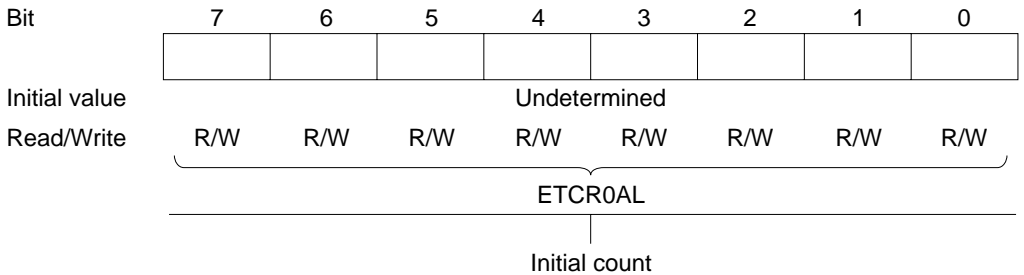 Bit 7 6 5 4 3 2 1 0
Initial value Undetermined
Read/Write R/W R/W R/W R/W R/W R/W R/W R/W
ETCR0AL
Initial count